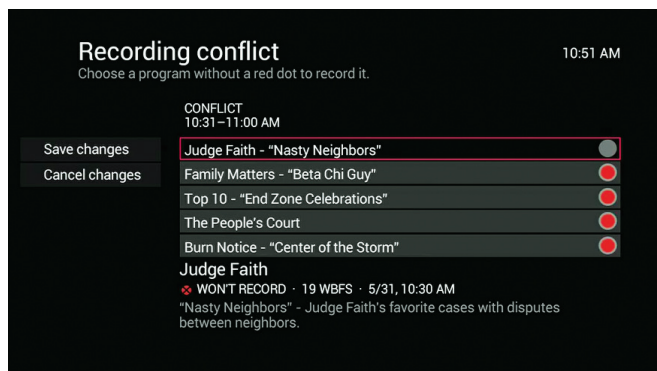 Recording conflict
10:51 AM
Choose a program without a red dot to record it.
CONFLICT
10:31–11:00 AM
Save changes
Cancel changes
Judge Faith - “Nasty Neighbors”
Family Matters - “Beta Chi Guy”
Top 10 - “End Zone Celebrations”
The People's Court
Burn Notice - “Center of the Storm”
Judge Faith
WON'T RECORD · 19 WBFS · 5/31, 10:30 AM
“Nasty Neighbors” - Judge Faith's favorite cases with disputes
between neighbors.